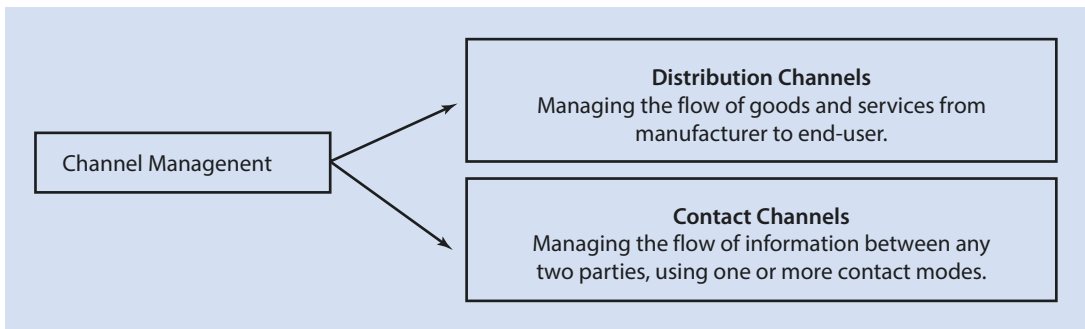 Channel Management
Distribution Channels
Managing the flow of goods and services from
manufacturer to end-user.
Contact Channels
Managing the flow of information between any
two parties, using one or more contact modes.